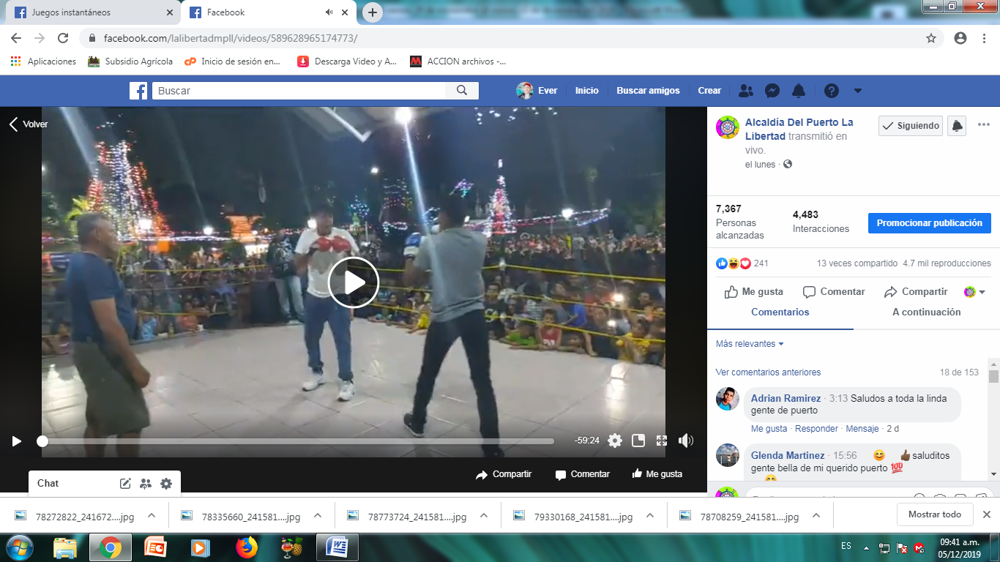 Juegos instantáneos
Facebook
facebook.com/lalibertadmpll/videos/589628965174773/
Aplicaciones
Subsidio Agrícola
Inicio de sesión en...
Descarga Video y A...
ACCION archivos -...
Buscar
Ever
Inicio
Buscar amigos
Crear
Volver
Alcaldía Del Puerto La
Libertad transmitió en
vivo.
el lunes ·
Siguiendo
7,367
Personas
alcanzadas
4,483
Interacciones
Promocionar publicación
241
13 veces compartido 4.7 mil reproducciones
Me gusta
Comentar
Compartir
Comentarios
A continuación
Más relevantes
Ver comentarios anteriores
18 de 153
Adrian Ramirez · 3:13 Saludos a toda la linda
gente de puerto
Me gusta · Responder · Mensaje · 2 d
Glenda Martinez · 15:56 😊 👍🏾saluditos
gente bella de mi querido puerto 💯
-59:24
Compartir
Comentar
Me gusta
Chat
78272822_241672....jpg
78335660_241581....jpg
78773724_241581....jpg
79330168_241581....jpg
78708259_241581....jpg
Mostrar todo
ES
09:41 a.m.
05/12/2019